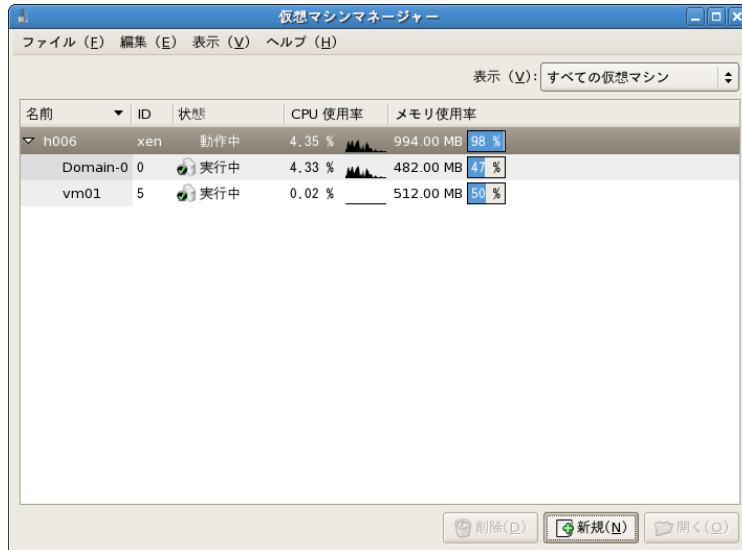 仮想マシンマネージャー
ファイル (F) 編集 (E) 表示 (V) ヘルプ (H)
表示 (V): すべての仮想マシン
名前 ID 状態 CPU 使用率 メモリ使用率
h006 xen 動作中 4.35 % 994.00 MB 98 %
Domain-0 0 実行中 4.33 % 482.00 MB 47 %
vm01 5 実行中 0.02 % 512.00 MB 50 %
削除(D) 新規(N) 開く(O)